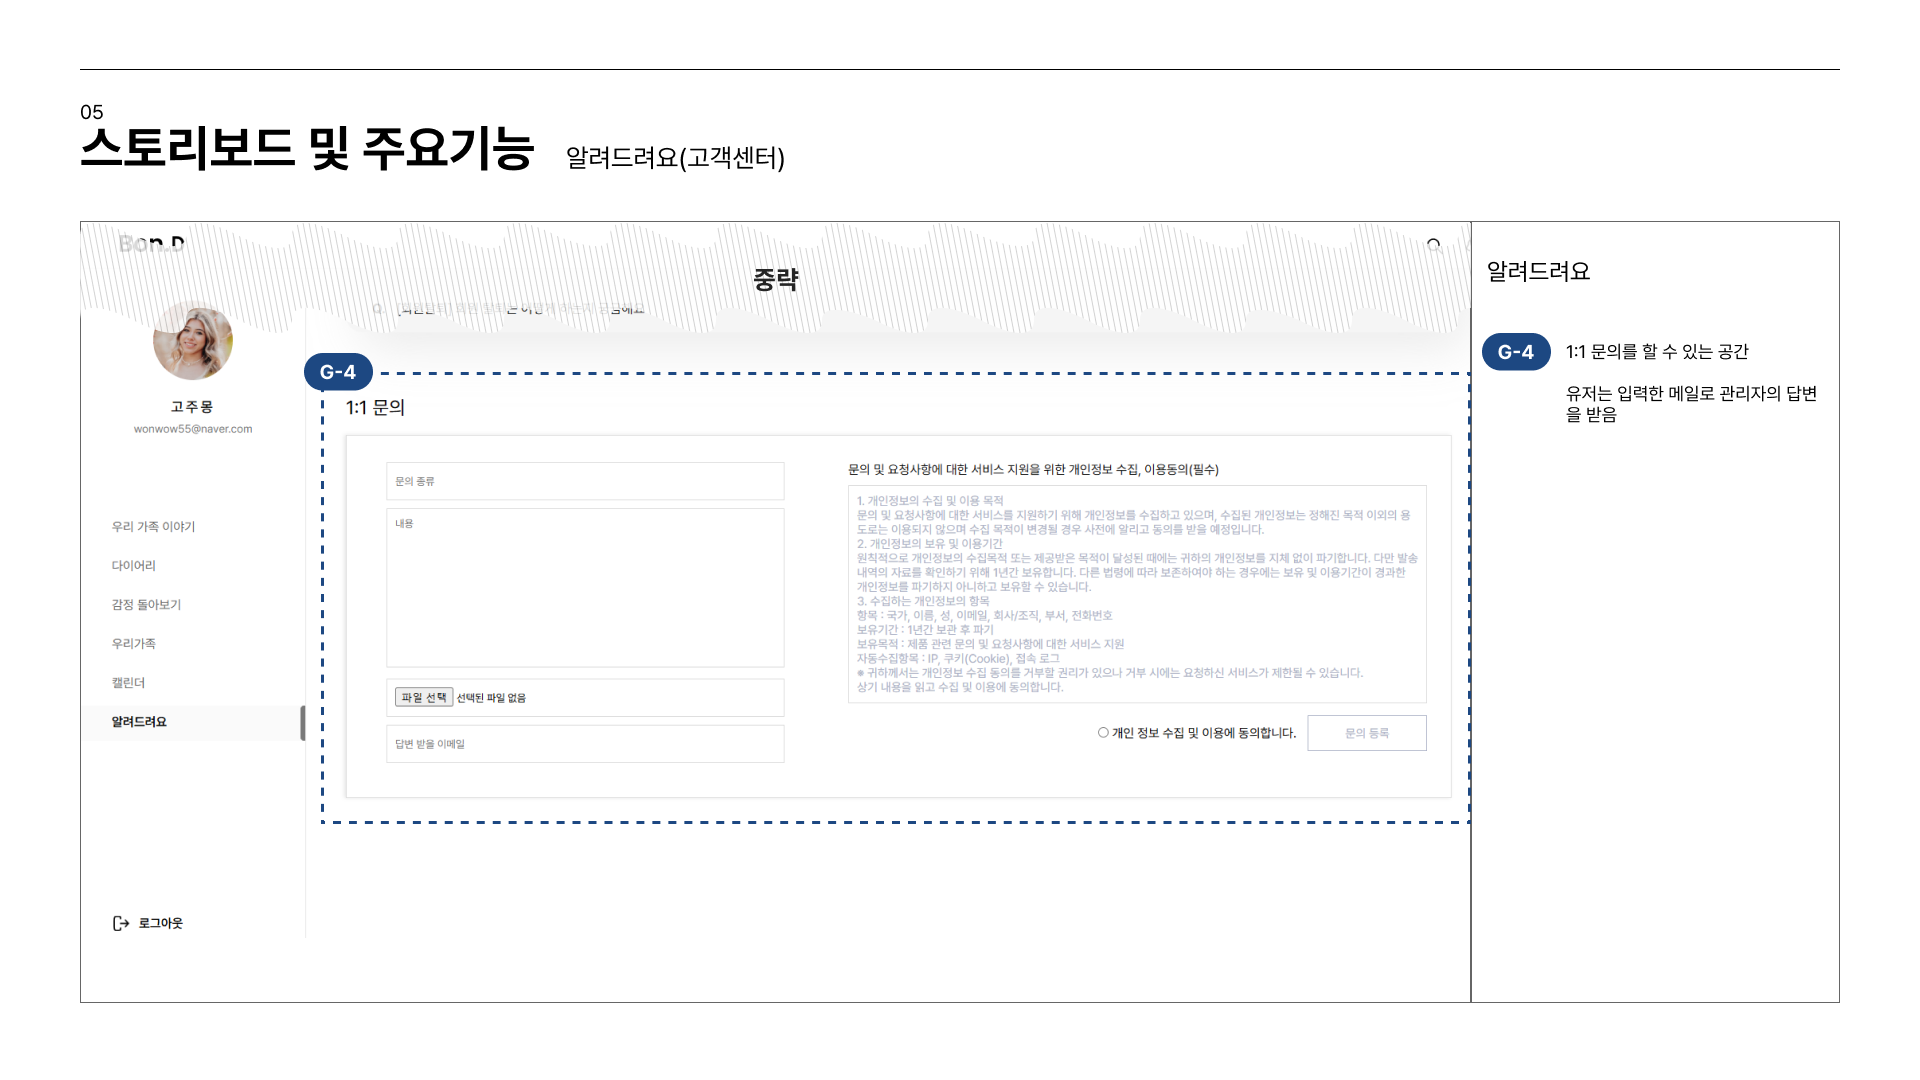 05
스토리보드 및 주요기능
알려드려요(고객센터)
Bon.D
중략
Q. [회원탈퇴] 회원 탈퇴는 어떻게 하는지 궁금해요
고주몽
wonwow55@naver.com
우리 가족 이야기
다이어리
감정 돌아보기
우리가족
캘린더
알려드려요
로그아웃
G-4
1:1 문의
문의 종류
내용
파일 선택 선택된 파일 없음
답변 받을 이메일
문의 및 요청사항에 대한 서비스 지원을 위한 개인정보 수집, 이용동의(필수)
1. 개인정보의 수집 및 이용 목적
문의 및 요청사항에 대한 서비스를 지원하기 위해 개인정보를 수집하고 있으며, 수집된 개인정보는 정해진 목적 이외의 용
도로는 이용되지 않으며 수집 목적이 변경될 경우 사전에 알리고 동의를 받을 예정입니다.
2. 개인정보의 보유 및 이용기간
원칙적으로 개인정보의 수집목적 또는 제공받은 목적이 달성된 때에는 귀하의 개인정보를 지체 없이 파기합니다. 다만 발송
내역의 자료를 확인하기 위해 1년간 보유합니다. 다른 법령에 따라 보존하여야 하는 경우에는 보유 및 이용기간이 경과한
개인정보를 파기하지 아니하고 보유할 수 있습니다.
3. 수집하는 개인정보의 항목
항목 : 국가, 이름, 성, 이메일, 회사/조직, 부서, 전화번호
보유기간 : 1년간 보관 후 파기
보유목적 : 제품 관련 문의 및 요청사항에 대한 서비스 지원
자동수집항목 : IP, 쿠키(Cookie), 접속 로그
※ 귀하께서는 개인정보 수집 동의를 거부할 권리가 있으나 거부 시에는 요청하신 서비스가 제한될 수 있습니다.
상기 내용을 읽고 수집 및 이용에 동의합니다.
개인 정보 수집 및 이용에 동의합니다.
문의 등록
알려드려요
G-4
1:1 문의를 할 수 있는 공간
유저는 입력한 메일로 관리자의 답변
을 받음